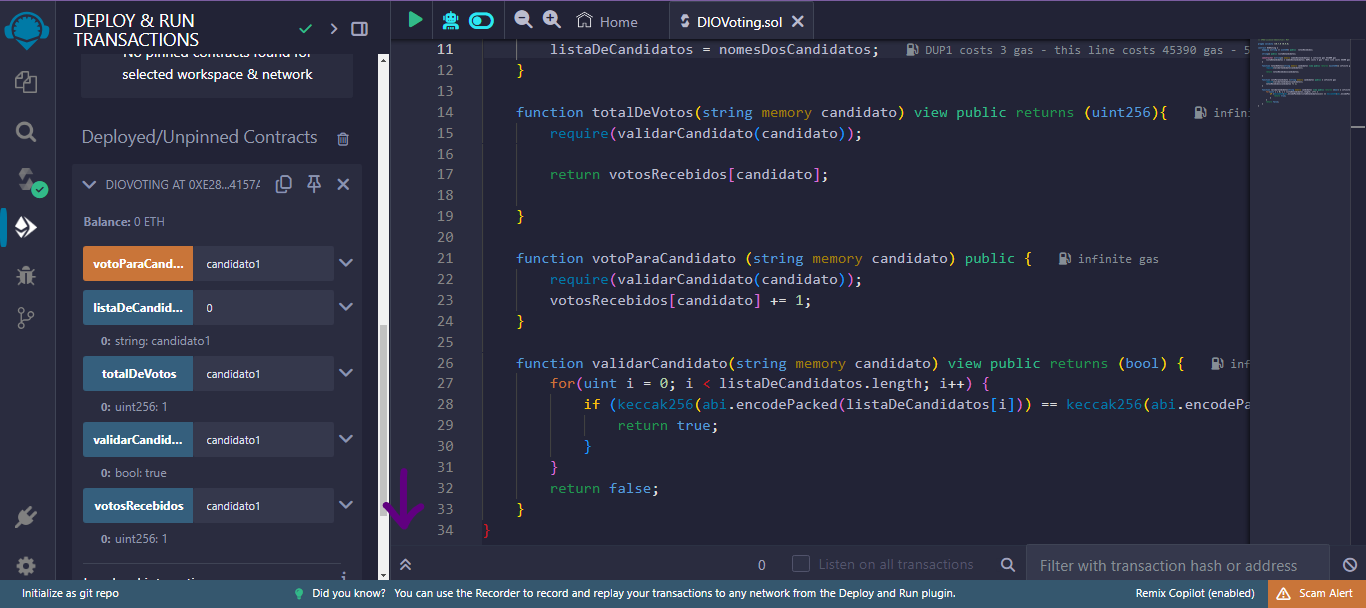 DEPLOY & RUN
TRANSACTIONS
No pinned contracts found for
selected workspace & network
Deployed/Unpinned Contracts
DIOVOTING AT 0XE28...4157A
Balance: 0 ETH
votoParaCand... candidato1
listaDeCandid... 0
0: string: candidato1
totalDeVotos candidato1
0: uint256: 1
validarCandid... candidato1
0: bool: true
votosRecebidos candidato1
0: uint256: 1
Home DIOVoting.sol
11 listaDeCandidatos = nomesDosCandidatos; DUP1 costs 3 gas - this line costs 45390 gas - 5
12 }
13
14 function totalDeVotos(string memory candidato) view public returns (uint256){ infini
15 require(validarCandidato(candidato));
16
17 return votosRecebidos[candidato];
18
19 }
20
21 function votoParaCandidato (string memory candidato) public { infinite gas
22 require(validarCandidato(candidato));
23 votosRecebidos[candidato] += 1;
24 }
25
26 function validarCandidato(string memory candidato) view public returns (bool) { inf
27 for(uint i = 0; i < listaDeCandidatos.length; i++) {
28 if (keccak256(abi.encodePacked(listaDeCandidatos[i])) == keccak256(abi.encodePa
29 return true;
30 }
31 }
32 return false;
33 }
34 }
0 Listen on all transactions Filter with transaction hash or address
Initialize as git repo Did you know? You can use the Recorder to record and replay your transactions to any network from the Deploy and Run plugin. Remix Copilot (enabled) Scam Alert